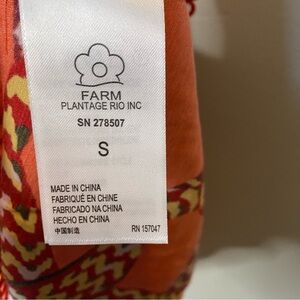 FARM
PLANTAGE RIO INC
SN 278507
S
MADE IN CHINA
FABRIQUÉ EN CHINE
FABRICADO NA CHINA
HECHO EN CHINA
中国制造
RN 157047